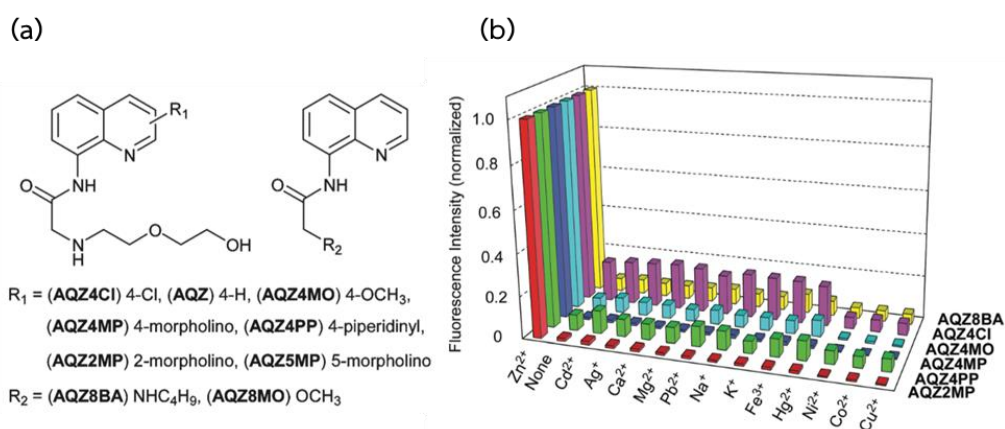 (a)
R₁
N
O
NH
N
H
O
OH
N
O
NH
R₂
R₁ = (AQZ4Cl) 4-Cl, (AQZ) 4-H, (AQZ4MO) 4-OCH₃,
(AQZ4MP) 4-morpholino, (AQZ4PP) 4-piperidinyl,
(AQZ2MP) 2-morpholino, (AQZ5MP) 5-morpholino
R₂ = (AQZ8BA) NHC₄H₉, (AQZ8MO) OCH₃
(b)
Fluorescence Intensity (normalized)
1.0
0.8
0.6
0.4
0.2
0
Zn²⁺
None
Cd²⁺
Ag⁺
Ca²⁺
Mg²⁺
Pb²⁺
Na⁺
K⁺
Fe³⁺
Hg²⁺
Ni²⁺
Co²⁺
Cu²⁺
AQZ8BA
AQZ4Cl
AQZ4MO
AQZ4MP
AQZ4PP
AQZ2MP